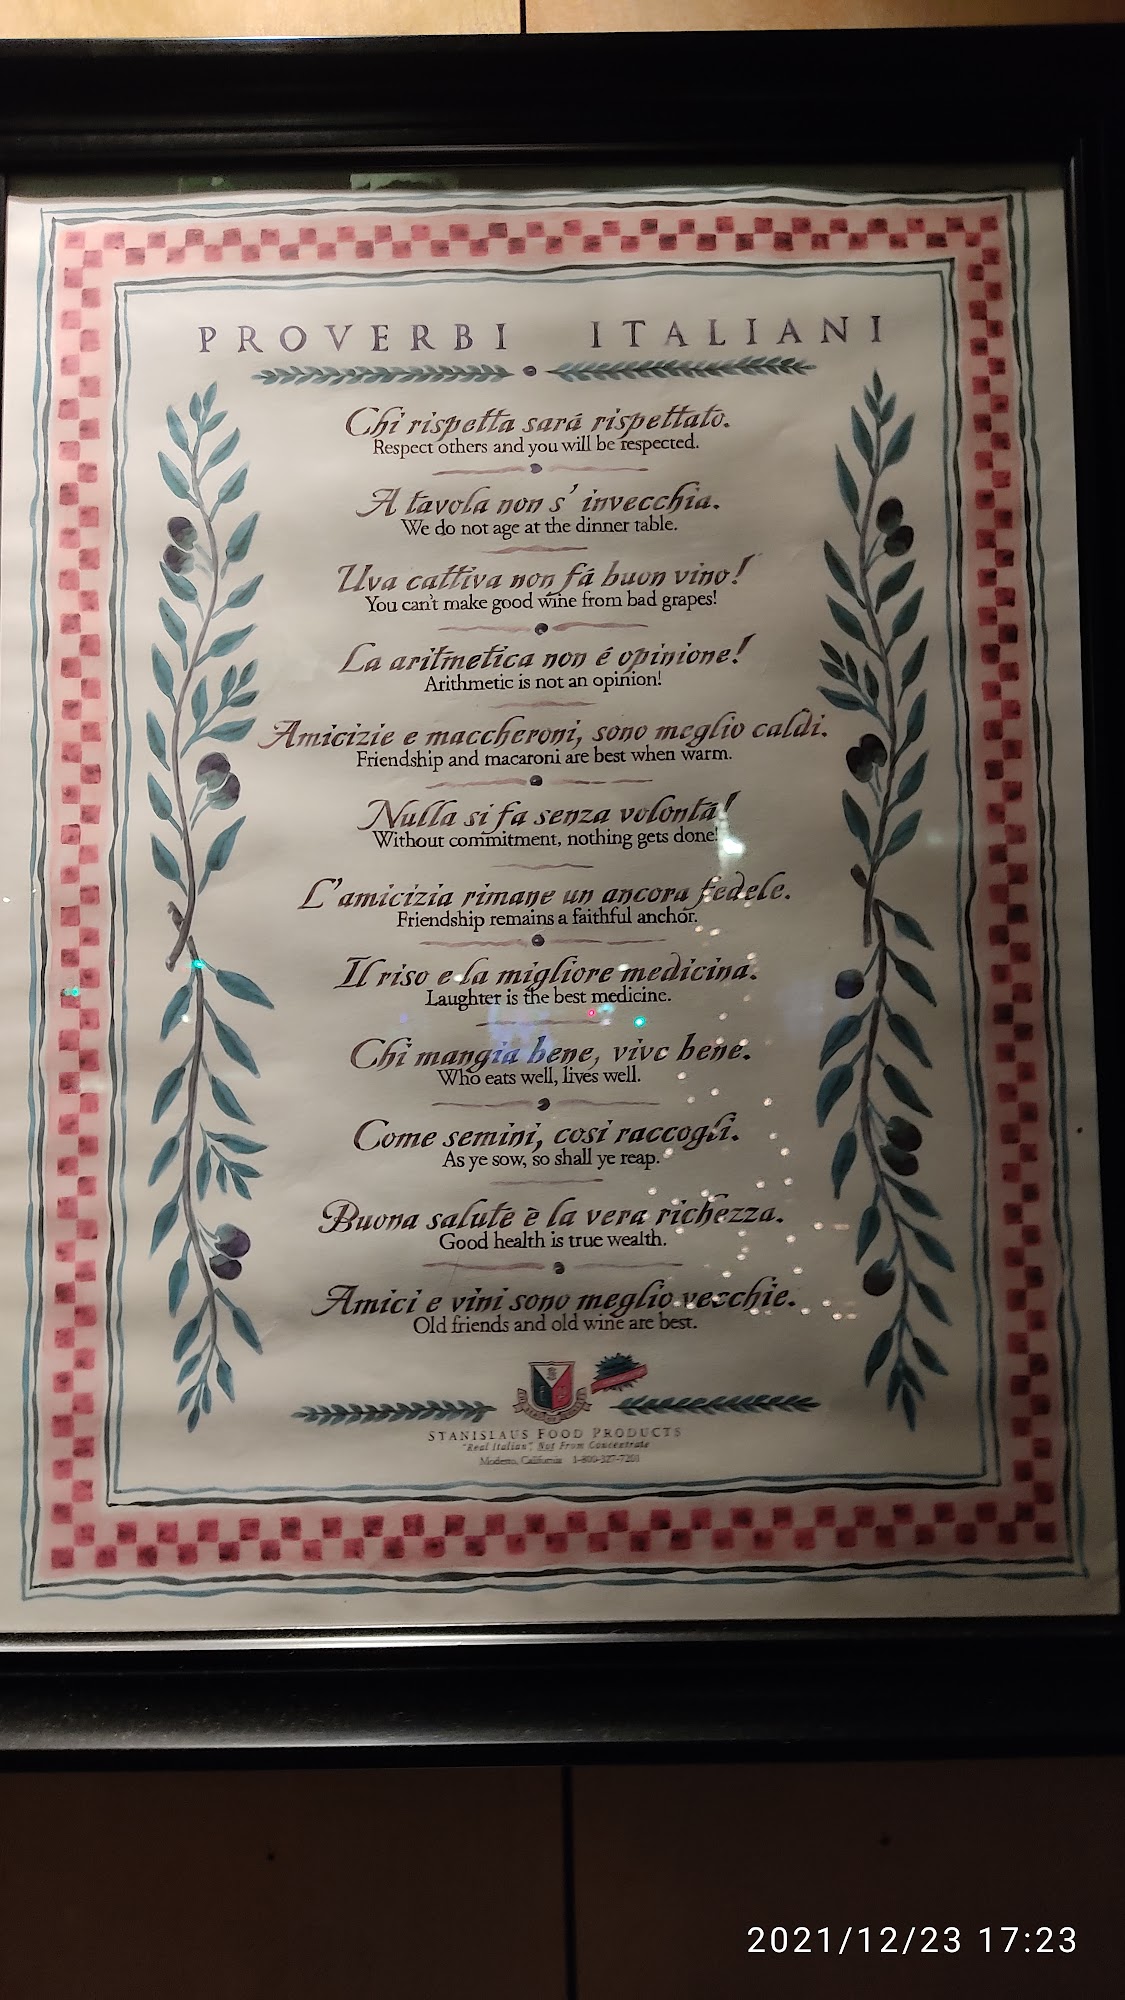 PROVERBI ITALIANI
Chi rispetta sará rispettato.
Respect others and you will be respected.
A tavola non s' invecchia.
We do not age at the dinner table.
Uva cattiva non fá buon vino!
You can't make good wine from bad grapes!
La aritmetica non é opinione!
Arithmetic is not an opinion!
Amicizie e maccheroni, sono meglio caldi.
Friendship and macaroni are best when warm.
Nulla si fa senza volontá!
Without commitment, nothing gets done!
L'amicizia rimane un ancora fedele.
Friendship remains a faithful anchor.
Il riso e la migliore medicina.
Laughter is the best medicine.
Chi mangia bene, vive bene.
Who eats well, lives well.
Come semini, cosi raccogli.
As ye sow, so shall ye reap.
Buona salute è la vera richezza.
Good health is true wealth.
Amici e vini sono meglio vecchie.
Old friends and old wine are best.
STANISLAUS FOOD PRODUCTS
"Real Italian", Not From Concentrate
Modesto, California 1-800-327-7201
2021/12/23 17:23